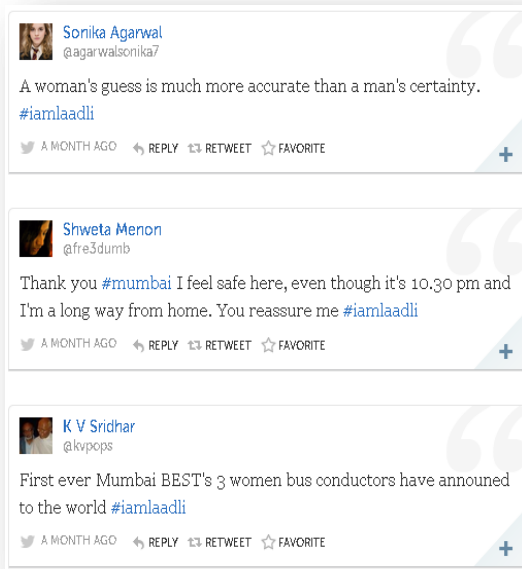 Sonika Agarwal
@agarwalsonika7
A woman's guess is much more accurate than a man's certainty.
#iamlaadli
A MONTH AGO REPLY RETWEET FAVORITE
Shweta Menon
@fre3dumb
Thank you #mumbai I feel safe here, even though it's 10.30 pm and
I'm a long way from home. You reassure me #iamlaadli
A MONTH AGO REPLY RETWEET FAVORITE
K V Sridhar
@kvpops
First ever Mumbai BEST's 3 women bus conductors have announed
to the world #iamlaadli
A MONTH AGO REPLY RETWEET FAVORITE